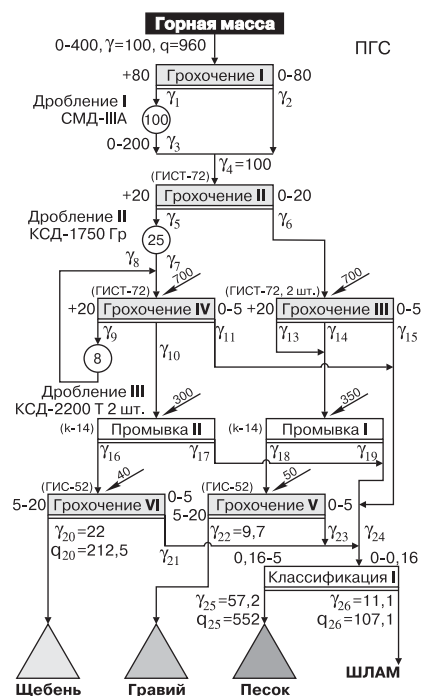 Горная масса
0-400, γ=100, q=960
ПГС
+80 Грохочение I 0-80
Дробление I
СМД-IIIА
γ1 γ2
100
0-200 γ3
γ4=100
(ГИСТ-72)
+20 Грохочение II 0-20
Дробление II
КСД-1750 Гр
γ5 γ6
25
γ8 γ7
700 700
(ГИСТ-72) (ГИСТ-72, 2 шт.)
+20 Грохочение IV 0-5 +20 Грохочение III 0-5
γ9 γ10 γ11 γ13 γ14 γ15
8
Дробление III
КСД-2200 Т 2 шт.
300 350
(k-14) Промывка II (k-14) Промывка I
γ16 γ17 γ18 γ19
40 50
(ГИС-52) (ГИС-52)
5-20 Грохочение VI 0-5 5-20 Грохочение V 0-5
γ20=22
q20=212,5
γ21 γ22=9,7 γ23 γ24
0,16-5 0-0,16
Классификация I
γ25=57,2
q25=552
γ26=11,1
q26=107,1
Щебень Гравий Песок ШЛАМ